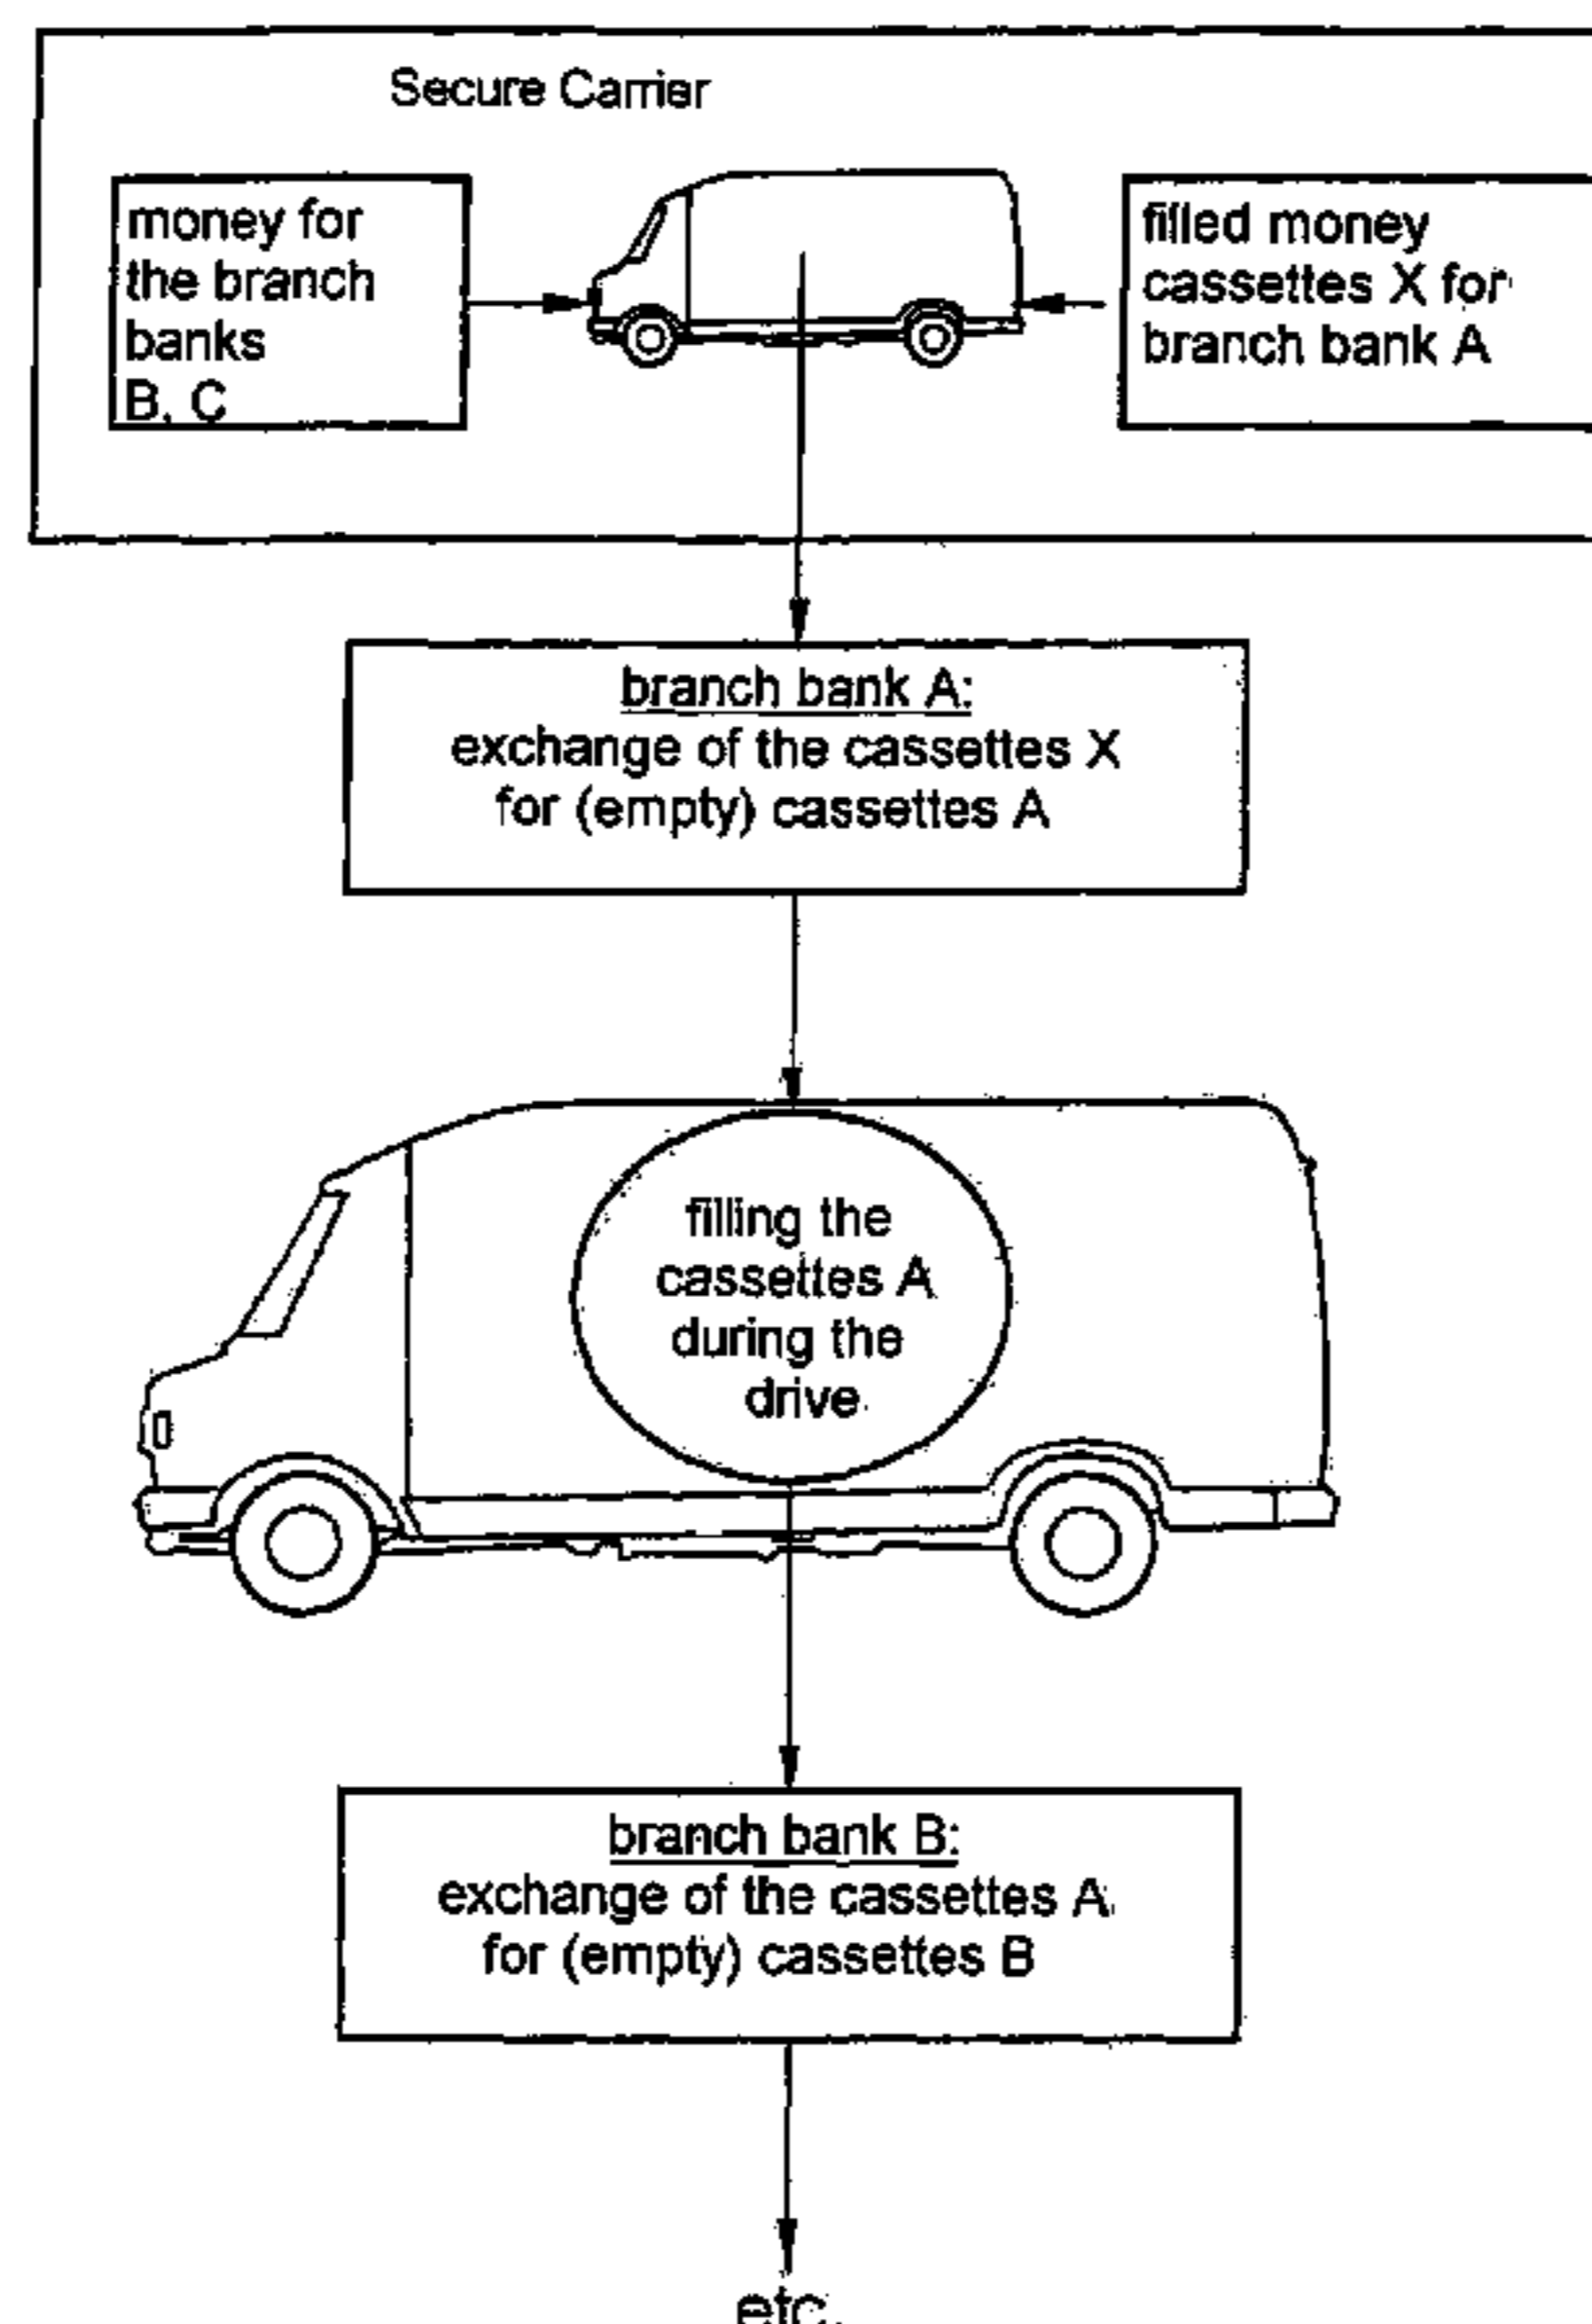 Secure Carrier
money for
the branch
banks
B, C
filled money
cassettes X for
branch bank A
branch bank A:
exchange of the cassettes X
for (empty) cassettes A
filling the
cassettes A
during the
drive
branch bank B:
exchange of the cassettes A
for (empty) cassettes B
etc.